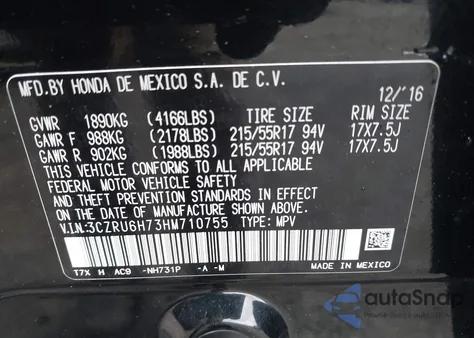 MFD.BY HONDA DE MEXICO S.A. DE C.V.
12/'16
GVWR 1890KG (4166LBS) TIRE SIZE RIM SIZE
GAWR F 988KG (2178LBS) 215/55R17 94V 17X7.5J
GAWR R 902KG (1988LBS) 215/55R17 94V 17X7.5J
THIS VEHICLE CONFORMS TO ALL APPLICABLE
FEDERAL MOTOR VEHICLE SAFETY
AND THEFT PREVENTION STANDARDS IN EFFECT
ON THE DATE OF MANUFACTURE SHOWN ABOVE.
V.I.N:3CZRU6H73HM710755 TYPE: MPV
T7X H AC9 -NH731P -A -M MADE IN MEXICO
autoSnap